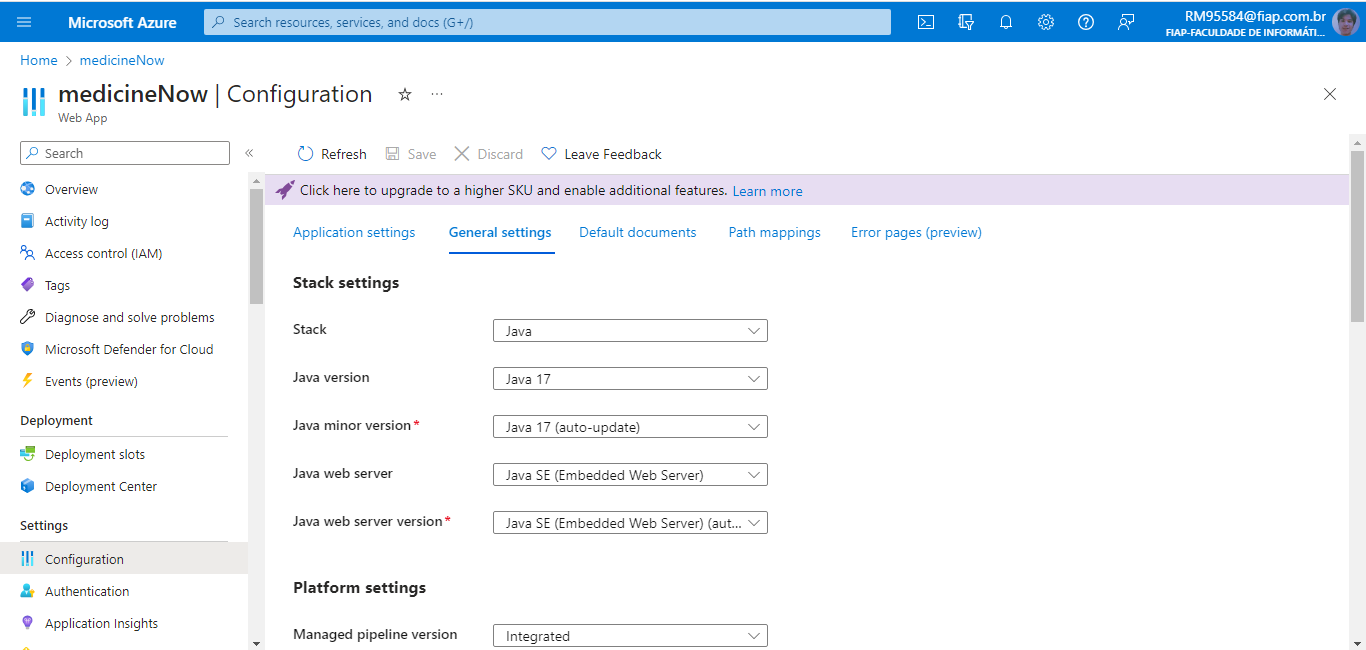 Microsoft Azure
Search resources, services, and docs (G+/)
RM95584@fiap.com.br
FIAP-FACULDADE DE INFORMÁTI...
Home > medicineNow
medicineNow | Configuration
Web App
Search
Refresh Save Discard Leave Feedback
Overview
Activity log
Access control (IAM)
Tags
Diagnose and solve problems
Microsoft Defender for Cloud
Events (preview)
Deployment
Deployment slots
Deployment Center
Settings
Configuration
Authentication
Application Insights
Click here to upgrade to a higher SKU and enable additional features. Learn more
Application settings General settings Default documents Path mappings Error pages (preview)
Stack settings
Stack Java
Java version Java 17
Java minor version* Java 17 (auto-update)
Java web server Java SE (Embedded Web Server)
Java web server version* Java SE (Embedded Web Server) (aut...
Platform settings
Managed pipeline version Integrated